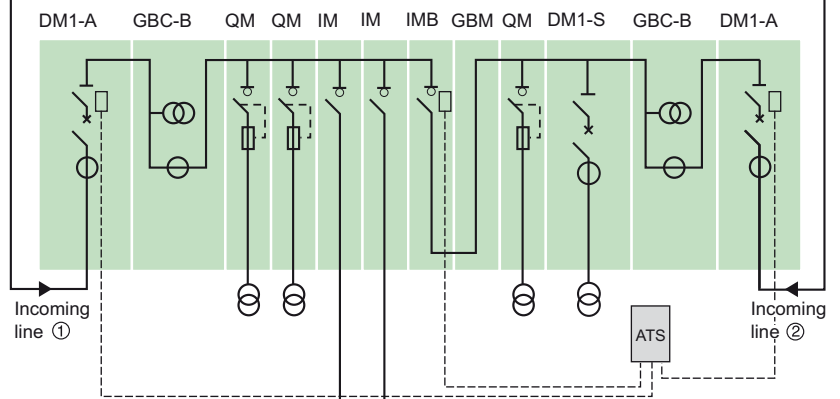 DM1-A GBC-B QM QM IM IM IMB GBM QM DM1-S GBC-B DM1-A
Incoming
line ①
Incoming
line ②
ATS